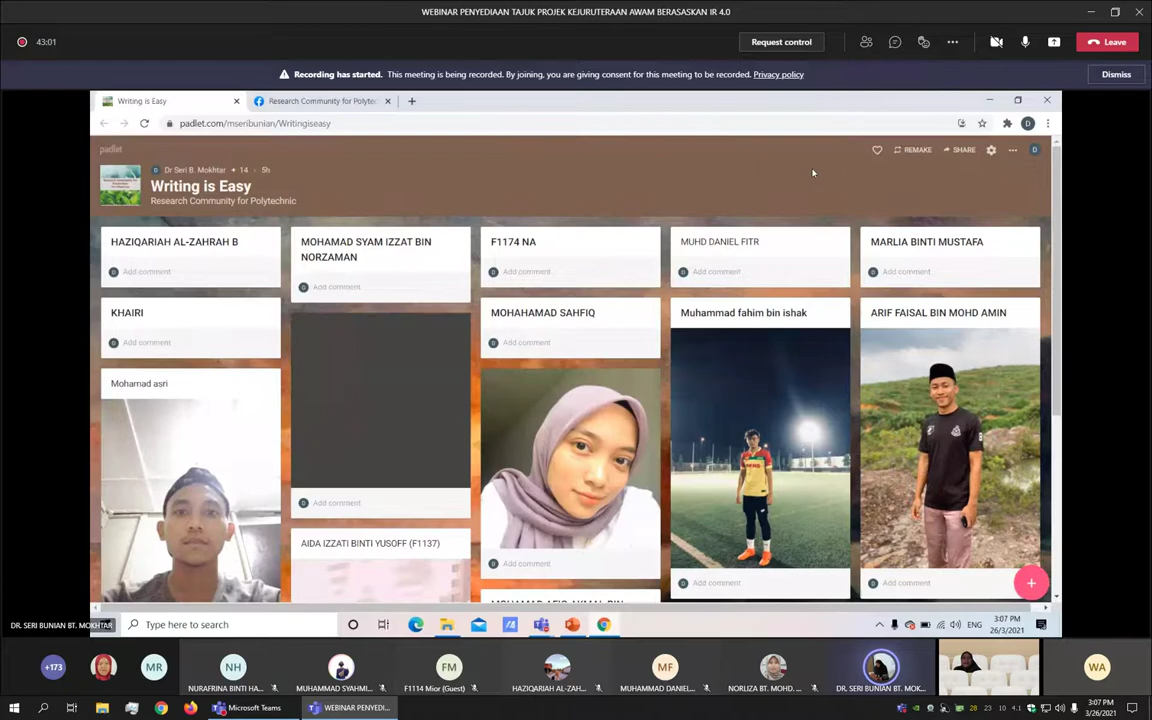 WEBINAR PENYEDIAAN TAJUK PROJEK KEJURUTERAAN AWAM BERASASKAN IR 4.0
43:01
Request control
Leave
Recording has started. This meeting is being recorded. By joining, you are giving consent for this meeting to be recorded. Privacy policy
Dismiss
Writing is Easy
Research Community for Polytec
padlet.com/mseribunian/Writingiseasy
D
padlet
REMAKE
SHARE
D
D Dr Seri B. Mokhtar + 14 · 5h
Writing is Easy
Research Community for Polytechnic
HAZIQARIAH AL-ZAHRAH B
D Add comment
KHAIRI
D Add comment
Mohamad asri
MOHAMAD SYAM IZZAT BIN
NORZAMAN
D Add comment
D Add comment
AIDA IZZATI BINTI YUSOFF (F1137)
F1174 NA
D Add comment
MOHAHAMAD SAHFIQ
D Add comment
D Add comment
MUHD DANIEL FITR
D Add comment
Muhammad fahim bin ishak
D Add comment
MARLIA BINTI MUSTAFA
D Add comment
ARIF FAISAL BIN MOHD AMIN
D Add comment
DR. SERI BUNIAN BT. MOKHTAR
Type here to search
ENG
3:07 PM
26/3/2021
+173
MR
NH
NURAFRINA BINTI HA...
MUHAMMAD SYAHMI...
FM
F1114 Mior (Guest)
HAZIQARIAH AL-ZAH...
MF
MUHAMMAD DANIEL...
NORLIZA BT. MOHD. ...
DR. SERI BUNIAN BT. MOK...
WA
Microsoft Teams
WEBINAR PENYEDI...
28 23 10 4.1
3:07 PM
3/26/2021